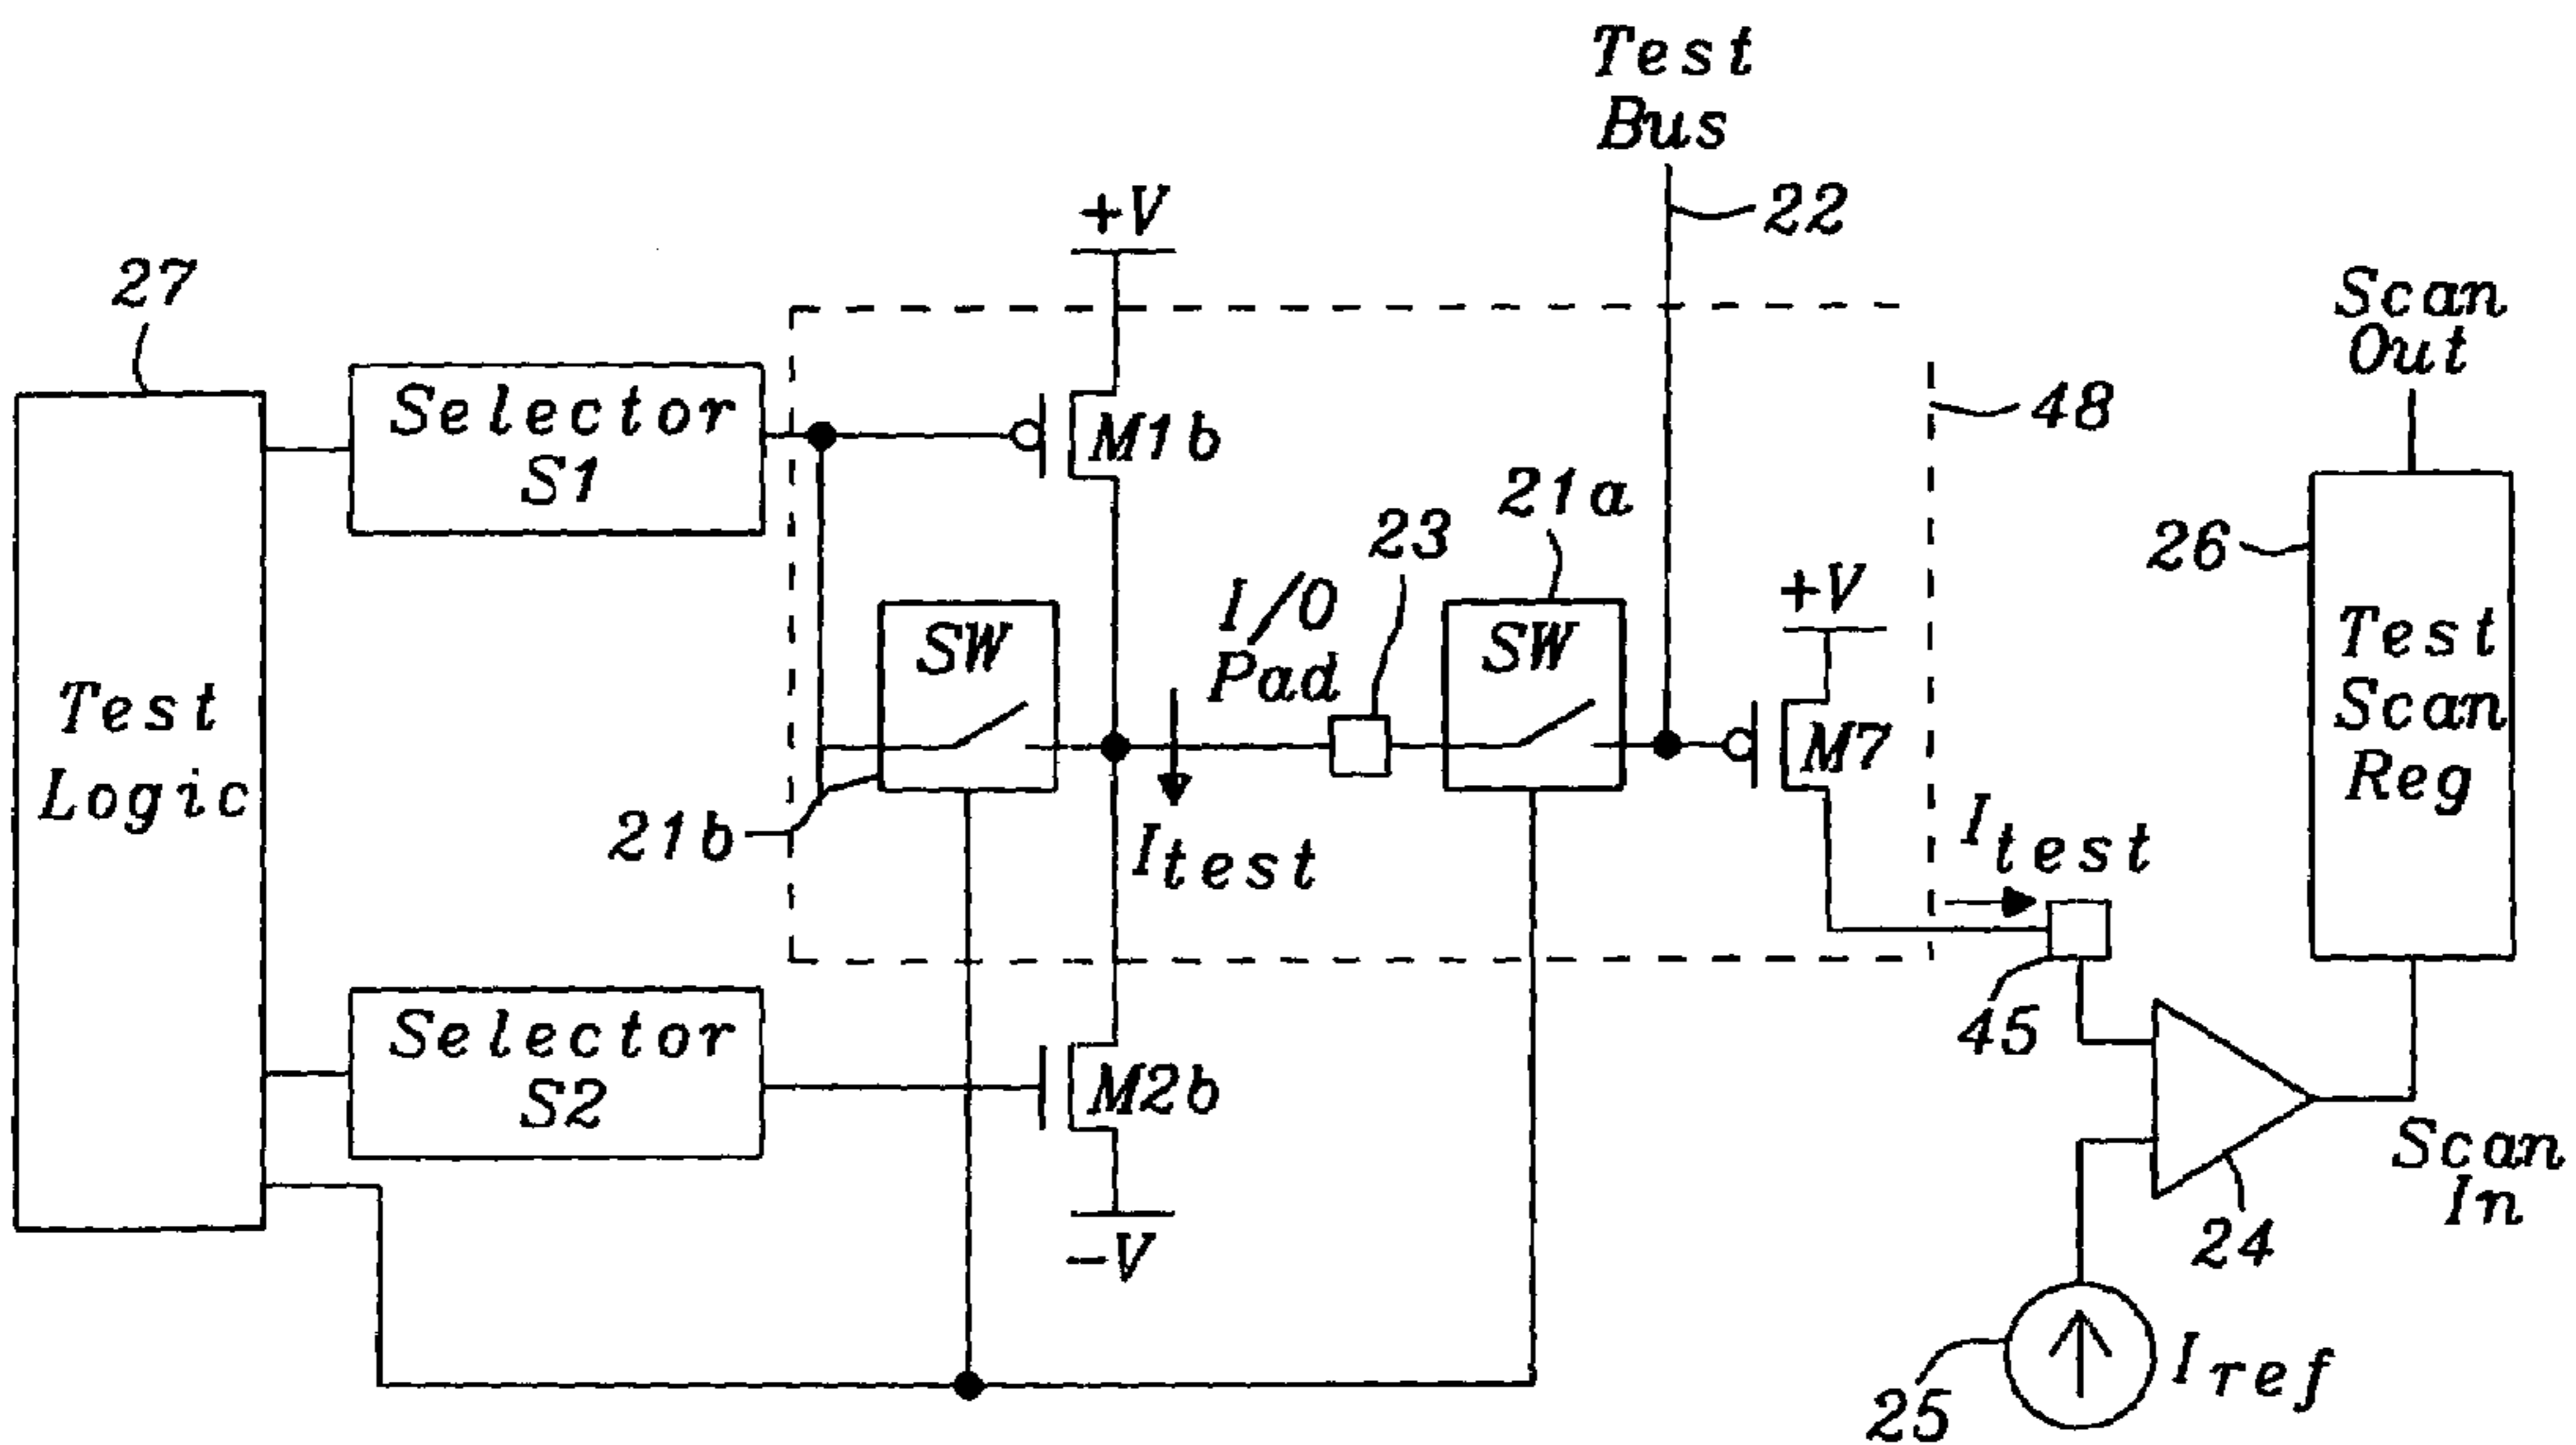 Test
Bus
22
+V
27
Scan
Out
Selector
S1
M1b
48
21a
23
26
I/O
Pad
+V
SW
SW
Test
Scan
Reg
Test
Logic
M7
21b
Itest
Itest
Selector
S2
45
M2b
Scan
In
24
-V
25
Iref